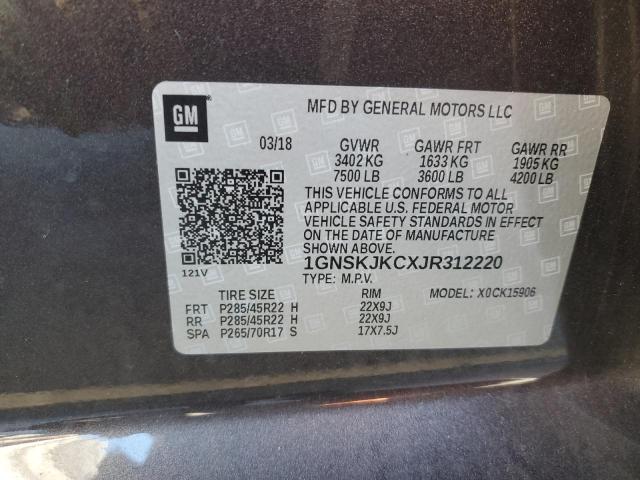 GM
MFD BY GENERAL MOTORS LLC
03/18 GVWR GAWR FRT GAWR RR
3402 KG 1633 KG 1905 KG
7500 LB 3600 LB 4200 LB
THIS VEHICLE CONFORMS TO ALL
APPLICABLE U.S. FEDERAL MOTOR
VEHICLE SAFETY STANDARDS IN EFFECT
ON THE DATE OF MANUFACTURE
SHOWN ABOVE.
1GNSKJKCXJR312220
121V
TYPE: M.P.V. MODEL: X0CK15906
TIRE SIZE RIM
FRT P285/45R22 H 22X9J
RR P285/45R22 H 22X9J
SPA P265/70R17 S 17X7.5J